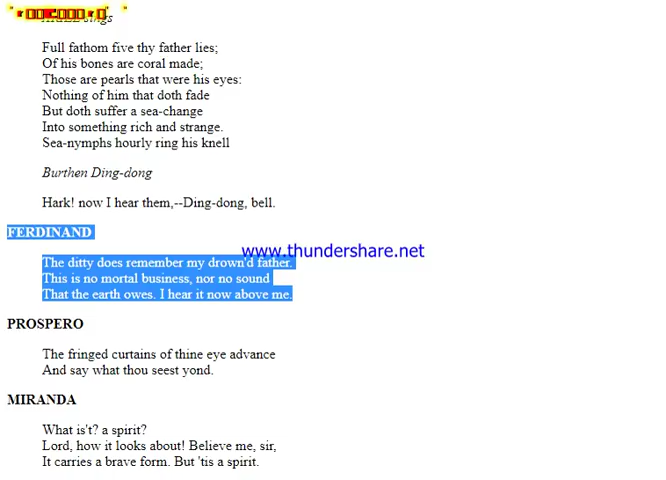 sings
Full fathom five thy father lies;
Of his bones are coral made;
Those are pearls that were his eyes:
Nothing of him that doth fade
But doth suffer a sea-change
Into something rich and strange.
Sea-nymphs hourly ring his knell
Burthen Ding-dong
Hark! now I hear them,--Ding-dong, bell.
FERDINAND
www.thundershare.net
The ditty does remember my drown'd father.
This is no mortal business, nor no sound
That the earth owes. I hear it now above me.
PROSPERO
The fringed curtains of thine eye advance
And say what thou seest yond.
MIRANDA
What is't? a spirit?
Lord, how it looks about! Believe me, sir,
It carries a brave form. But 'tis a spirit.